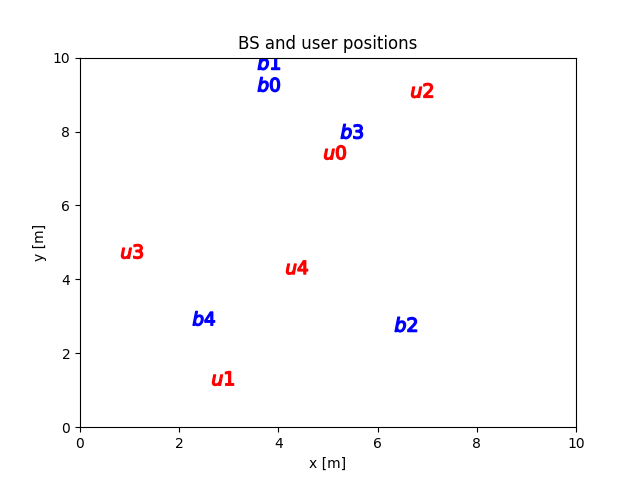 BS and user positions
10
b1
b0
u2
8
b3
u0
6
y [m]
u3
u4
4
b4
b2
2
u1
0
0 2 4 6 8 10
x [m]